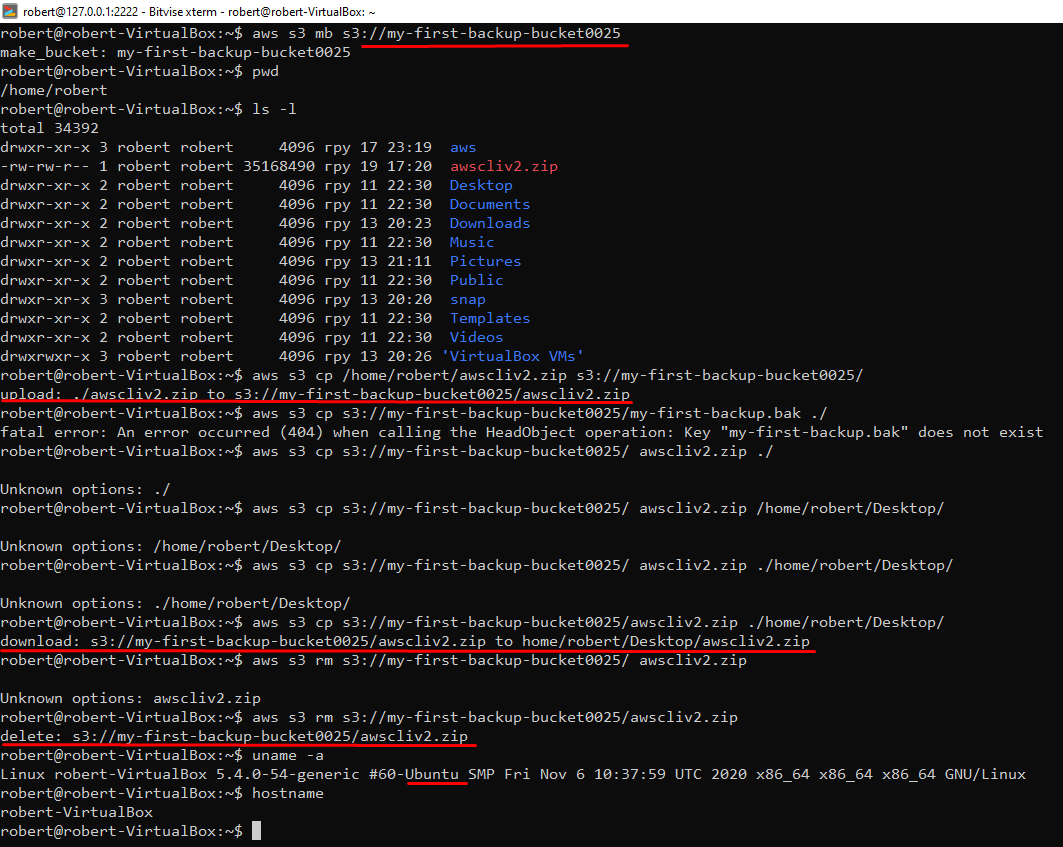 robert@127.0.0.1:2222 - Bitvise xterm - robert@robert-VirtualBox: ~
robert@robert-VirtualBox:~$ aws s3 mb s3://my-first-backup-bucket0025
make_bucket: my-first-backup-bucket0025
robert@robert-VirtualBox:~$ pwd
/home/robert
robert@robert-VirtualBox:~$ ls -l
total 34392
drwxr-xr-x 3 robert robert     4096 гру 17 23:19  aws
-rw-rw-r-- 1 robert robert 35168490 гру 19 17:20  awscliv2.zip
drwxr-xr-x 2 robert robert     4096 гру 11 22:30  Desktop
drwxr-xr-x 2 robert robert     4096 гру 11 22:30  Documents
drwxr-xr-x 2 robert robert     4096 гру 13 20:23  Downloads
drwxr-xr-x 2 robert robert     4096 гру 11 22:30  Music
drwxr-xr-x 2 robert robert     4096 гру 13 21:11  Pictures
drwxr-xr-x 2 robert robert     4096 гру 11 22:30  Public
drwxr-xr-x 3 robert robert     4096 гру 13 20:20  snap
drwxr-xr-x 2 robert robert     4096 гру 11 22:30  Templates
drwxr-xr-x 2 robert robert     4096 гру 11 22:30  Videos
drwxrwxr-x 3 robert robert     4096 гру 13 20:26 'VirtualBox VMs'
robert@robert-VirtualBox:~$ aws s3 cp /home/robert/awscliv2.zip s3://my-first-backup-bucket0025/
upload: ./awscliv2.zip to s3://my-first-backup-bucket0025/awscliv2.zip
robert@robert-VirtualBox:~$ aws s3 cp s3://my-first-backup-bucket0025/my-first-backup.bak ./
fatal error: An error occurred (404) when calling the HeadObject operation: Key "my-first-backup.bak" does not exist
robert@robert-VirtualBox:~$ aws s3 cp s3://my-first-backup-bucket0025/ awscliv2.zip ./
Unknown options: ./
robert@robert-VirtualBox:~$ aws s3 cp s3://my-first-backup-bucket0025/ awscliv2.zip /home/robert/Desktop/
Unknown options: /home/robert/Desktop/
robert@robert-VirtualBox:~$ aws s3 cp s3://my-first-backup-bucket0025/ awscliv2.zip ./home/robert/Desktop/
Unknown options: ./home/robert/Desktop/
robert@robert-VirtualBox:~$ aws s3 cp s3://my-first-backup-bucket0025/awscliv2.zip ./home/robert/Desktop/
download: s3://my-first-backup-bucket0025/awscliv2.zip to home/robert/Desktop/awscliv2.zip
robert@robert-VirtualBox:~$ aws s3 rm s3://my-first-backup-bucket0025/ awscliv2.zip
Unknown options: awscliv2.zip
robert@robert-VirtualBox:~$ aws s3 rm s3://my-first-backup-bucket0025/awscliv2.zip
delete: s3://my-first-backup-bucket0025/awscliv2.zip
robert@robert-VirtualBox:~$ uname -a
Linux robert-VirtualBox 5.4.0-54-generic #60-Ubuntu SMP Fri Nov 6 10:37:59 UTC 2020 x86_64 x86_64 x86_64 GNU/Linux
robert@robert-VirtualBox:~$ hostname
robert-VirtualBox
robert@robert-VirtualBox:~$